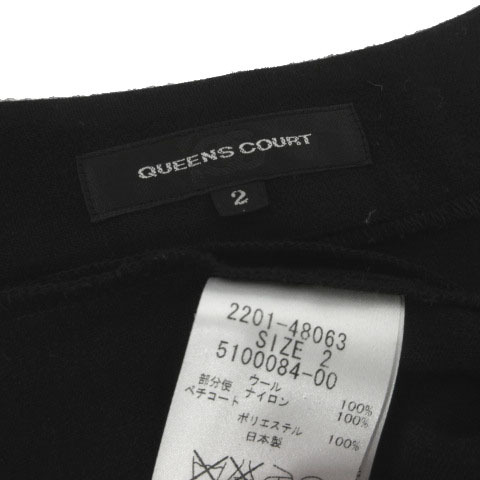 QUEENS COURT
2
2201-48063
SIZE 2
5100084-00
ウール 100%
部分使 ナイロン 100%
ペチコート
ポリエステル 100%
日本製